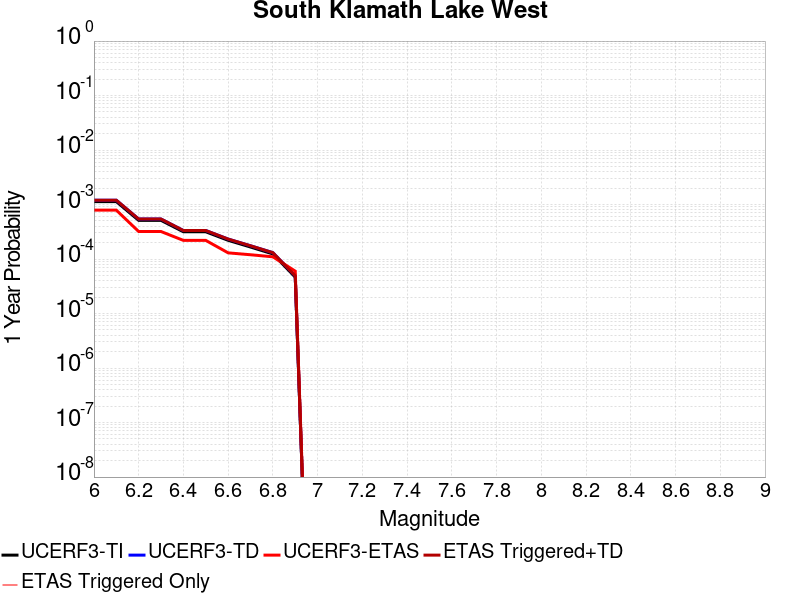 South Klamath Lake West
10^0
10^-1
10^-2
10^-3
10^-4
10^-5
10^-6
10^-7
10^-8
1 Year Probability
6 6.2 6.4 6.6 6.8 7 7.2 7.4 7.6 7.8 8 8.2 8.4 8.6 8.8 9
Magnitude
UCERF3-TI UCERF3-TD UCERF3-ETAS ETAS Triggered+TD
ETAS Triggered Only